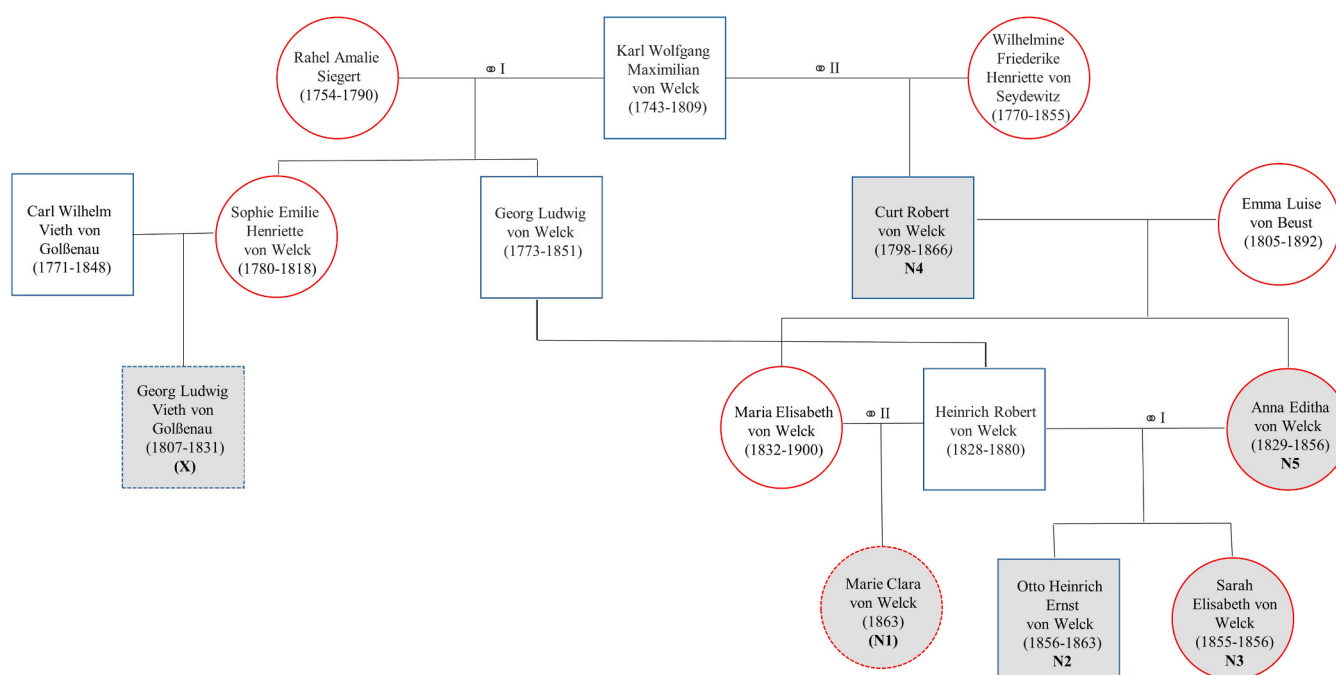 Rahel Amalie
Siegert
(1754-1790)
⚭ I
Karl Wolfgang
Maximilian
von Welck
(1743-1809)
⚭ II
Wilhelmine
Friederike
Henriette von
Seydewitz
(1770-1855)
Carl Wilhelm
Vieth von
Golßenau
(1771-1848)
Sophie Emilie
Henriette
von Welck
(1780-1818)
Georg Ludwig
von Welck
(1773-1851)
Curt Robert
von Welck
(1798-1866)
N4
Emma Luise
von Beust
(1805-1892)
Georg Ludwig
Vieth von
Golßenau
(1807-1831)
(X)
Maria Elisabeth
von Welck
(1832-1900)
⚭ II
Heinrich Robert
von Welck
(1828-1880)
⚭ I
Anna Editha
von Welck
(1829-1856)
N5
Marie Clara
von Welck
(1863)
(N1)
Otto Heinrich
Ernst
von Welck
(1856-1863)
N2
Sarah
Elisabeth von
Welck
(1855-1856)
N3